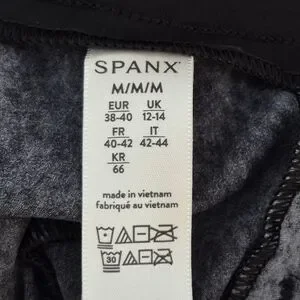 SPANX®
M/M/M
EUR UK
38-40 12-14
FR IT
40-42 42-44
KR
66
made in vietnam
fabriqué au vietnam
30